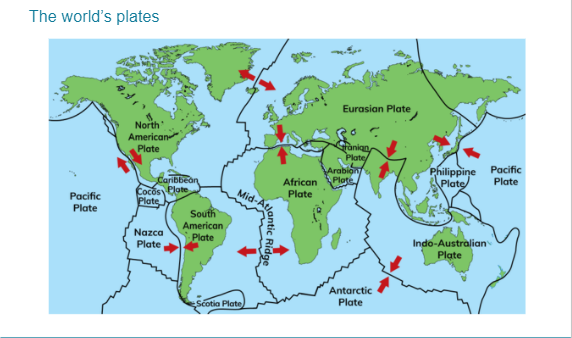 The world's plates
Eurasian Plate
North
American
Plate
Iranian
Plate
Arabian
Plate
Caribbean
Plate
Cocos
Plate
African
Plate
Philippine
Plate
Pacific
Plate
Pacific
Plate
Mid-Atlantic Ridge
South
American
Plate
Nazca
Plate
Indo-Australian
Plate
Antarctic
Plate
Scotia Plate